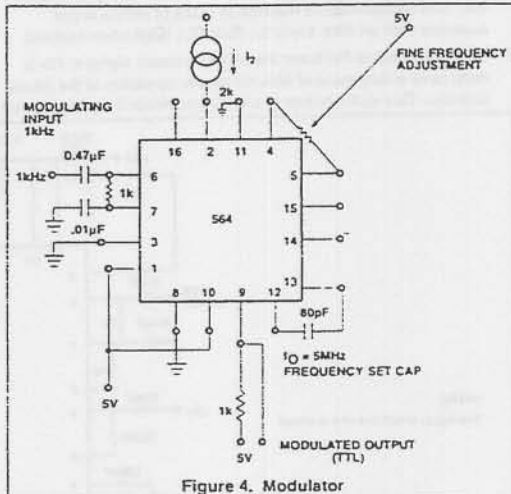 5V
FINE FREQUENCY
ADJUSTMENT
I2
2k
MODULATING
INPUT
1kHz
16 2 11 4
0.47µF
1kHz
1k
6
7
3
1
.01µF
564
5
15
14
13
8 10 9 12
80pF
fO = 5MHz
FREQUENCY SET CAP
5V
1k
5V
MODULATED OUTPUT
(TTL)
Figure 4. Modulator